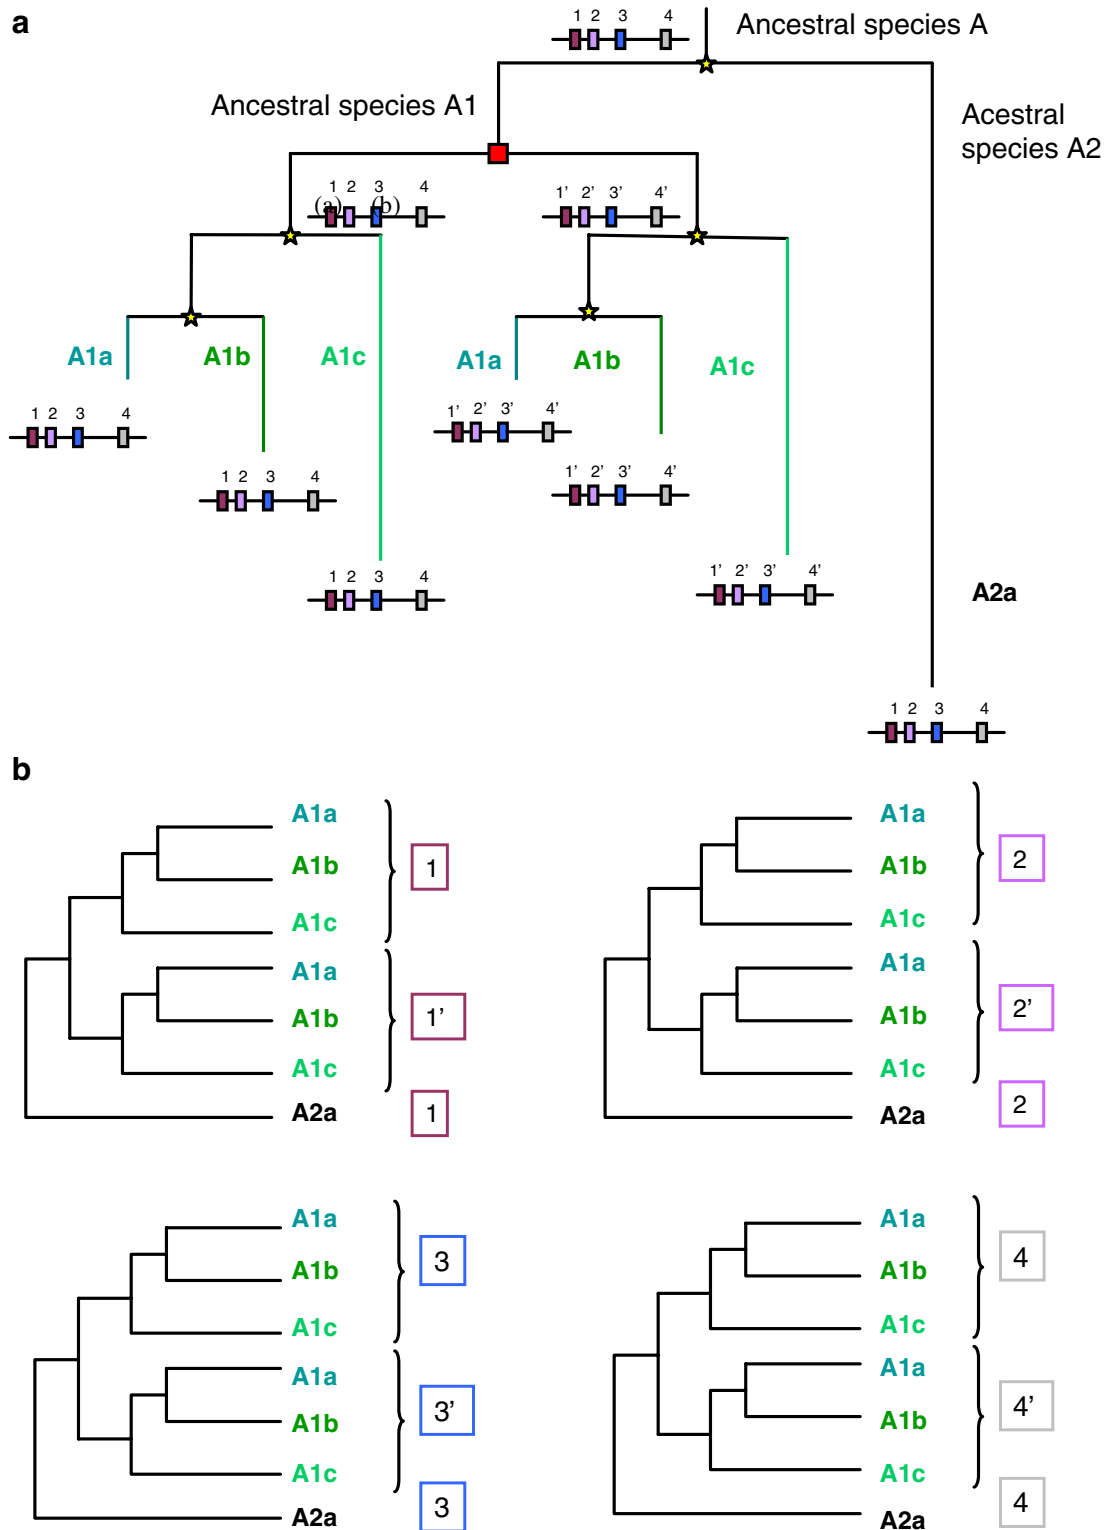 a
1 2 3 4
Ancestral species A
Ancestral species A1
Acestral
species A2
1 2 3 4
(a) (b)
1' 2' 3' 4'
A1a A1b A1c
A1a A1b A1c
1 2 3 4
1' 2' 3' 4'
1 2 3 4
1' 2' 3' 4'
1 2 3 4
1' 2' 3' 4'
A2a
1 2 3 4
b
A1a
A1b
A1c
1
A1a
A1b
A1c
1'
A2a
1
A1a
A1b
A1c
2
A1a
A1b
A1c
2'
A2a
2
A1a
A1b
A1c
3
A1a
A1b
A1c
3'
A2a
3
A1a
A1b
A1c
4
A1a
A1b
A1c
4'
A2a
4